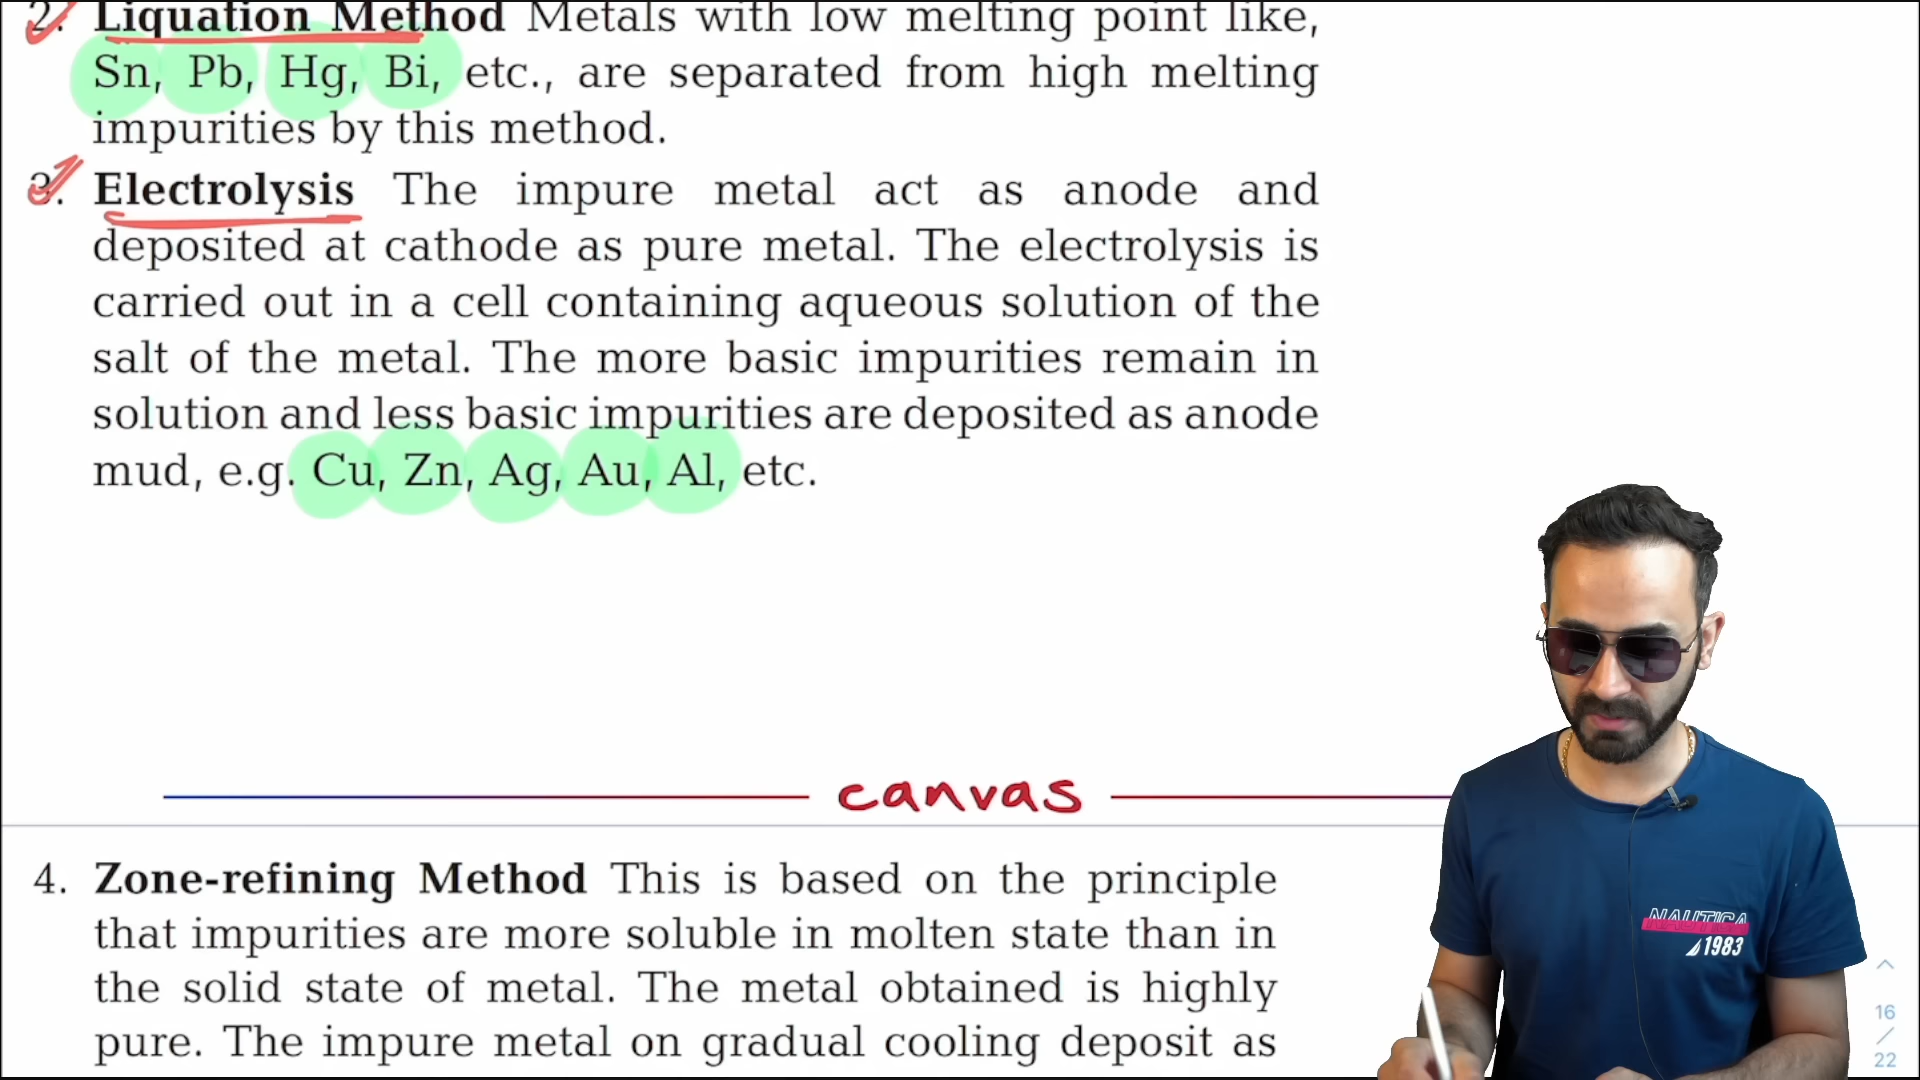 2. Liquation Method Metals with low melting point like,
Sn, Pb, Hg, Bi, etc., are separated from high melting
impurities by this method.
3. Electrolysis The impure metal act as anode and
deposited at cathode as pure metal. The electrolysis is
carried out in a cell containing aqueous solution of the
salt of the metal. The more basic impurities remain in
solution and less basic impurities are deposited as anode
mud, e.g. Cu, Zn, Ag, Au, Al, etc.
canvas
4. Zone-refining Method This is based on the principle
that impurities are more soluble in molten state than in
the solid state of metal. The metal obtained is highly
pure. The impure metal on gradual cooling deposit as
NAUTICA
1983
16
/
22